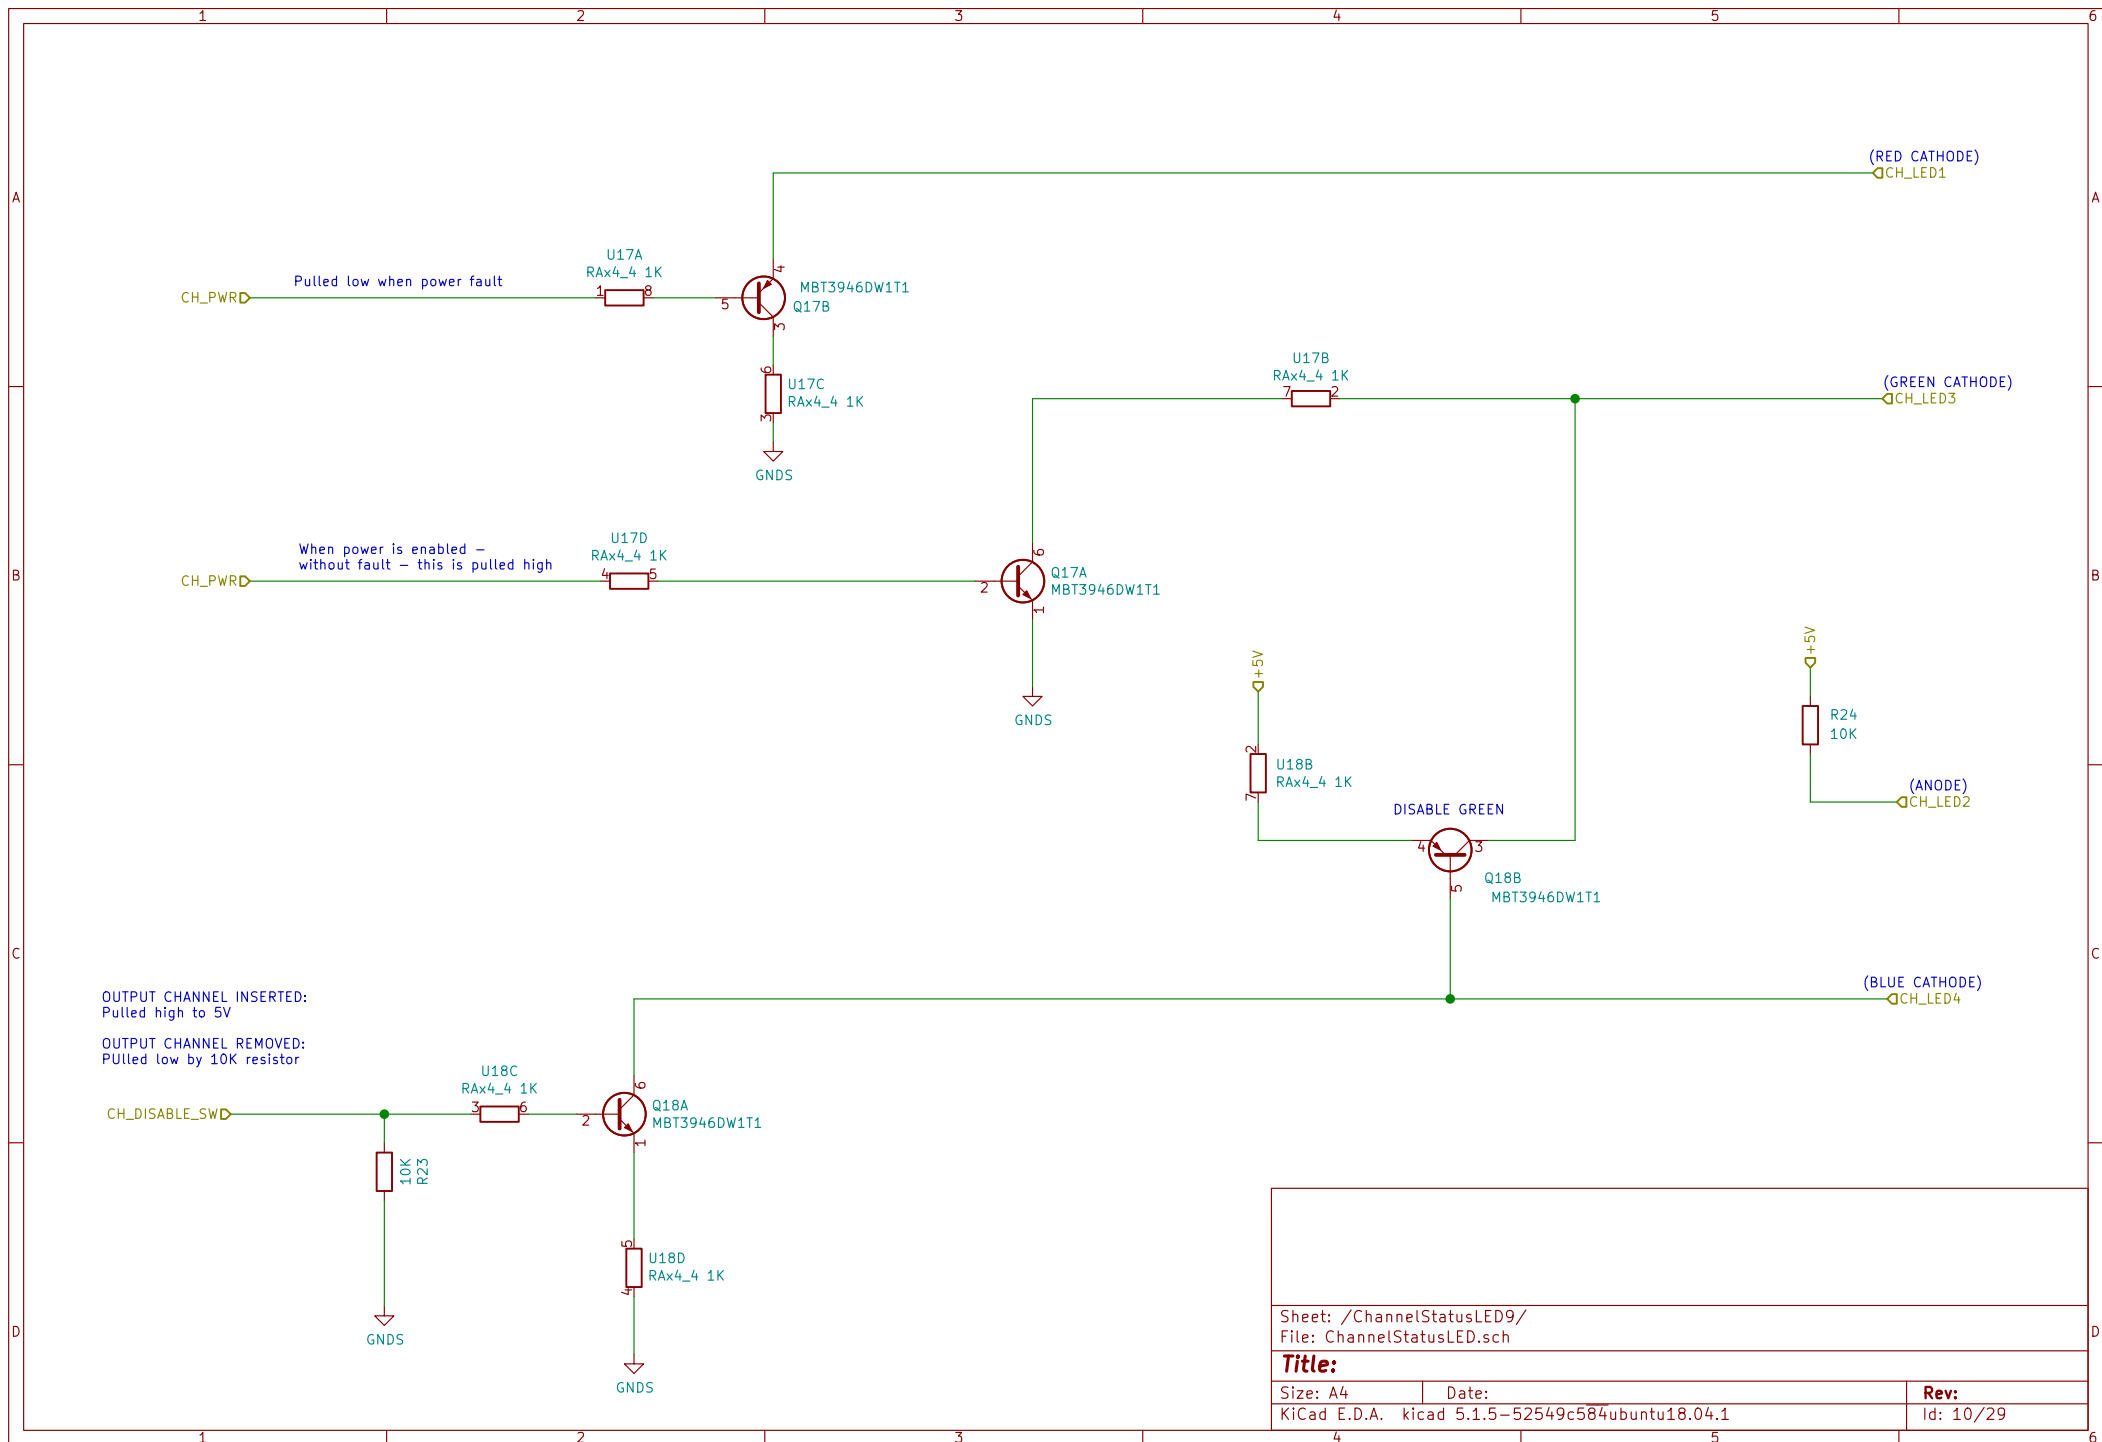 1 2 3 4 5 6
(RED CATHODE)
CH_LED1
A A
U17A
RAx4_4 1K
Pulled low when power fault
CH_PWR
1 8
5
4
3
MBT3946DW1T1
Q17B
6
U17C
RAx4_4 1K
3
GNDS
U17B
RAx4_4 1K
7 2
(GREEN CATHODE)
CH_LED3
When power is enabled –
without fault – this is pulled high
U17D
RAx4_4 1K
CH_PWR
4 5
2
6
Q17A
MBT3946DW1T1
1
GNDS
B B
+5V
2
U18B
RAx4_4 1K
7
+5V
R24
10K
(ANODE)
CH_LED2
DISABLE GREEN
4 3
5
Q18B
MBT3946DW1T1
C C
(BLUE CATHODE)
CH_LED4
OUTPUT CHANNEL INSERTED:
Pulled high to 5V
OUTPUT CHANNEL REMOVED:
PUlled low by 10K resistor
U18C
RAx4_4 1K
CH_DISABLE_SW
3 6
2
6
Q18A
MBT3946DW1T1
1
10K
R23
GNDS
5
U18D
RAx4_4 1K
4
GNDS
D D
Sheet: /ChannelStatusLED9/
File: ChannelStatusLED.sch
Title:
Size: A4 Date: Rev:
KiCad E.D.A. kicad 5.1.5-52549c584ubuntu18.04.1 Id: 10/29
1 2 3 4 5 6